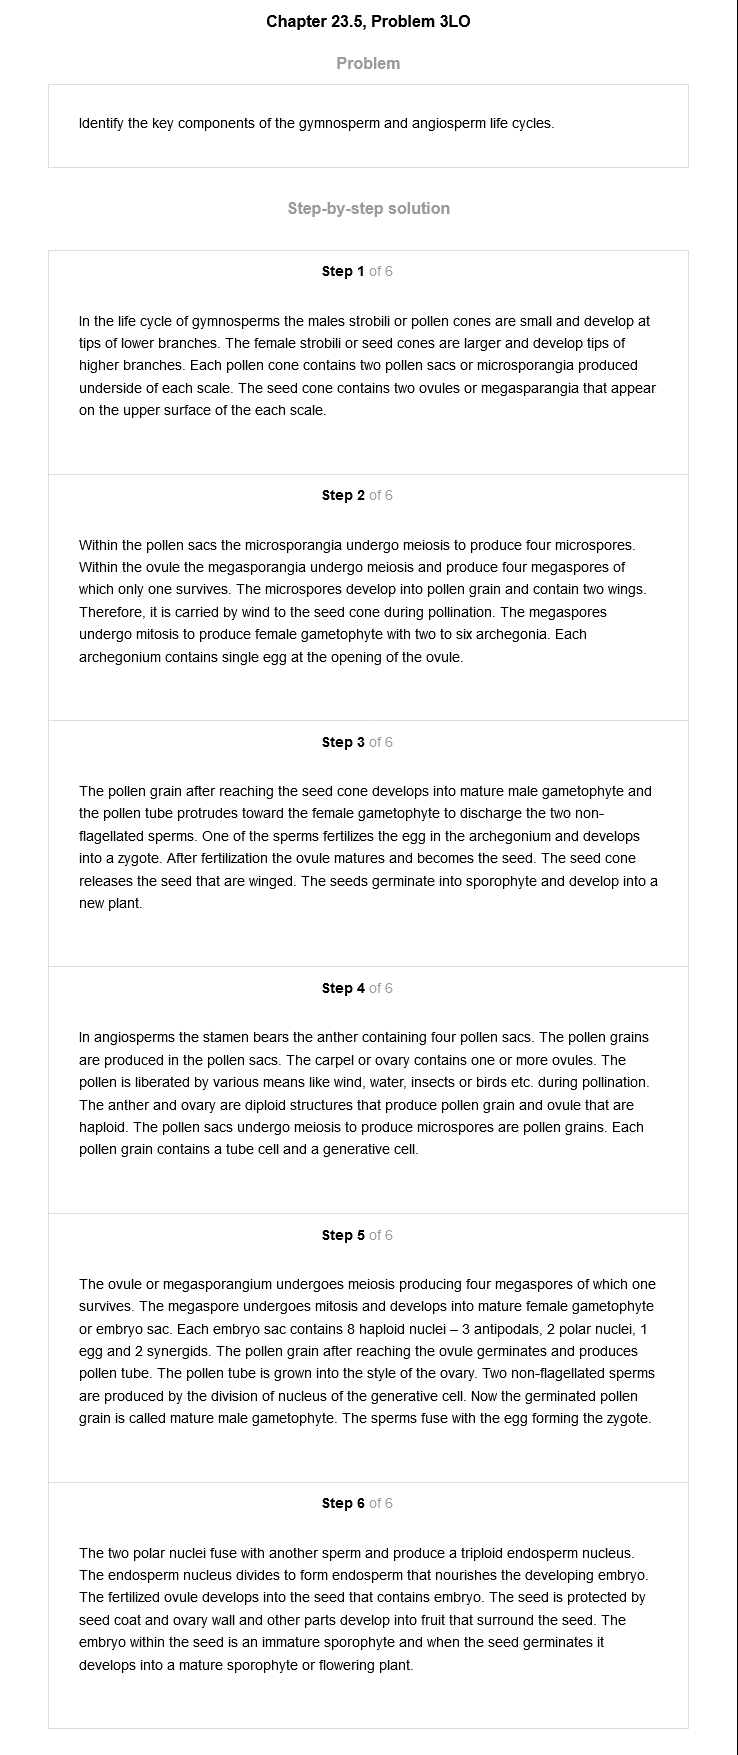 Chapter 23.5, Problem 3LO
Problem
Identify the key components of the gymnosperm and angiosperm life cycles.
Step-by-step solution
Step 1 of 6
In the life cycle of gymnosperms the males strobili or pollen cones are small and develop at
tips of lower branches. The female strobili or seed cones are larger and develop tips of
higher branches. Each pollen cone contains two pollen sacs or microsporangia produced
underside of each scale. The seed cone contains two ovules or megasparangia that appear
on the upper surface of the each scale.
Step 2 of 6
Within the pollen sacs the microsporangia undergo meiosis to produce four microspores.
Within the ovule the megasporangia undergo meiosis and produce four megaspores of
which only one survives. The microspores develop into pollen grain and contain two wings.
Therefore, it is carried by wind to the seed cone during pollination. The megaspores
undergo mitosis to produce female gametophyte with two to six archegonia. Each
archegonium contains single egg at the opening of the ovule.
Step 3 of 6
The pollen grain after reaching the seed cone develops into mature male gametophyte and
the pollen tube protrudes toward the female gametophyte to discharge the two non-
flagellated sperms. One of the sperms fertilizes the egg in the archegonium and develops
into a zygote. After fertilization the ovule matures and becomes the seed. The seed cone
releases the seed that are winged. The seeds germinate into sporophyte and develop into a
new plant.
Step 4 of 6
In angiosperms the stamen bears the anther containing four pollen sacs. The pollen grains
are produced in the pollen sacs. The carpel or ovary contains one or more ovules. The
pollen is liberated by various means like wind, water, insects or birds etc. during pollination.
The anther and ovary are diploid structures that produce pollen grain and ovule that are
haploid. The pollen sacs undergo meiosis to produce microspores are pollen grains. Each
pollen grain contains a tube cell and a generative cell.
Step 5 of 6
The ovule or megasporangium undergoes meiosis producing four megaspores of which one
survives. The megaspore undergoes mitosis and develops into mature female gametophyte
or embryo sac. Each embryo sac contains 8 haploid nuclei – 3 antipodals, 2 polar nuclei, 1
egg and 2 synergids. The pollen grain after reaching the ovule germinates and produces
pollen tube. The pollen tube is grown into the style of the ovary. Two non-flagellated sperms
are produced by the division of nucleus of the generative cell. Now the germinated pollen
grain is called mature male gametophyte. The sperms fuse with the egg forming the zygote.
Step 6 of 6
The two polar nuclei fuse with another sperm and produce a triploid endosperm nucleus.
The endosperm nucleus divides to form endosperm that nourishes the developing embryo.
The fertilized ovule develops into the seed that contains embryo. The seed is protected by
seed coat and ovary wall and other parts develop into fruit that surround the seed. The
embryo within the seed is an immature sporophyte and when the seed germinates it
develops into a mature sporophyte or flowering plant.